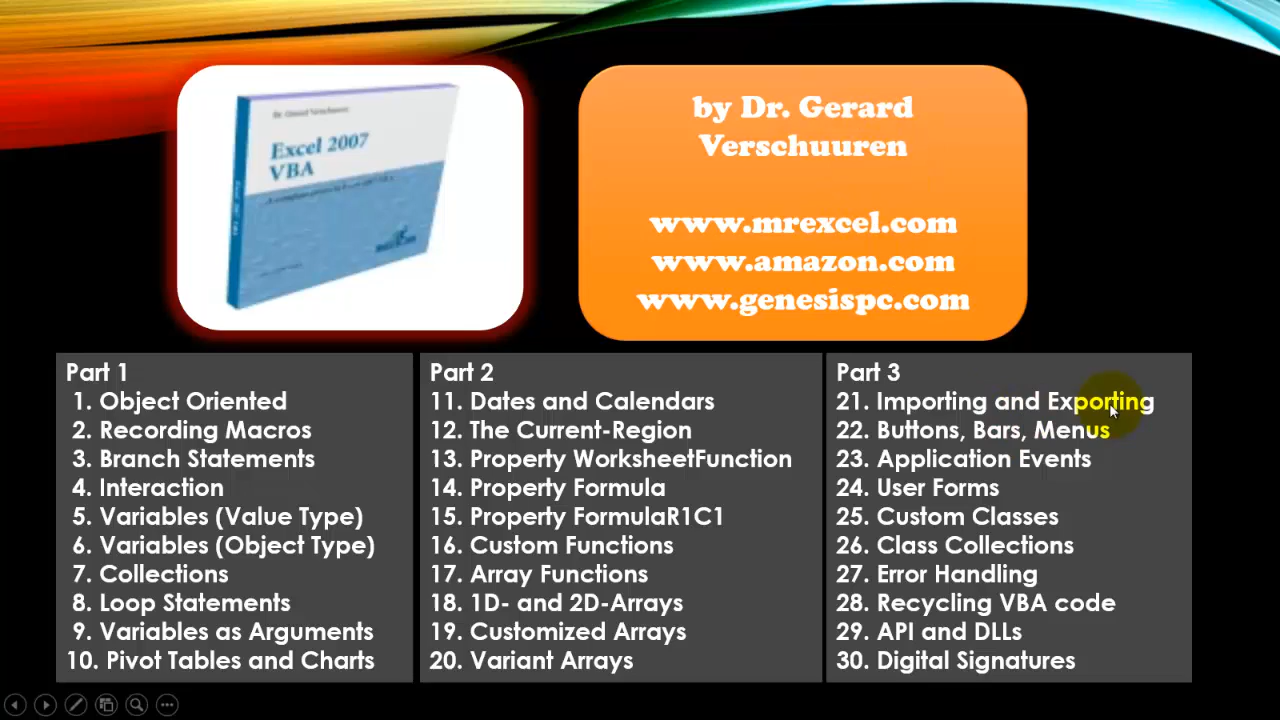 Dr. Gerard Verschuuren
Excel 2007
VBA
by Dr. Gerard
Verschuuren
www.mrexcel.com
www.amazon.com
www.genesispc.com
Part 1
1. Object Oriented
2. Recording Macros
3. Branch Statements
4. Interaction
5. Variables (Value Type)
6. Variables (Object Type)
7. Collections
8. Loop Statements
9. Variables as Arguments
10. Pivot Tables and Charts
Part 2
11. Dates and Calendars
12. The Current-Region
13. Property WorksheetFunction
14. Property Formula
15. Property FormulaR1C1
16. Custom Functions
17. Array Functions
18. 1D- and 2D-Arrays
19. Customized Arrays
20. Variant Arrays
Part 3
21. Importing and Exporting
22. Buttons, Bars, Menus
23. Application Events
24. User Forms
25. Custom Classes
26. Class Collections
27. Error Handling
28. Recycling VBA code
29. API and DLLs
30. Digital Signatures